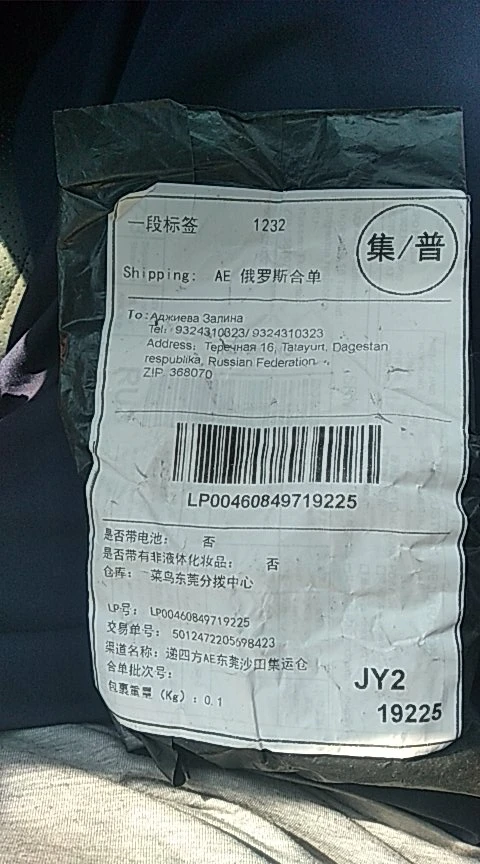 一段标签 1232
集/普
Shipping: AE 俄罗斯合单
To: Аджиева Залина
Tel: 9324310323/ 9324310323
Address: Теречная 16, Tatayurt, Dagestan
respublika, Russian Federation
ZIP: 368070
LP00460849719225
是否带电池: 否
是否带有非液体化妆品: 否
仓库: 菜鸟东莞分拨中心
LP号: LP00460849719225
交易单号: 5012472205698423
渠道名称: 递四方AE东莞沙田集运仓
合单批次号:
包裹重量 (Kg) : 0.1
JY2
19225